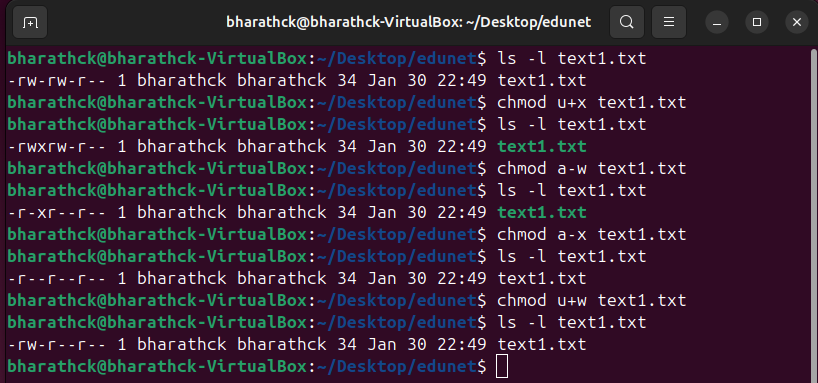 bharathck@bharathck-VirtualBox: ~/Desktop/edunet
bharathck@bharathck-VirtualBox:~/Desktop/edunet$ ls -l text1.txt
-rw-rw-r-- 1 bharathck bharathck 34 Jan 30 22:49 text1.txt
bharathck@bharathck-VirtualBox:~/Desktop/edunet$ chmod u+x text1.txt
bharathck@bharathck-VirtualBox:~/Desktop/edunet$ ls -l text1.txt
-rwxrw-r-- 1 bharathck bharathck 34 Jan 30 22:49 text1.txt
bharathck@bharathck-VirtualBox:~/Desktop/edunet$ chmod a-w text1.txt
bharathck@bharathck-VirtualBox:~/Desktop/edunet$ ls -l text1.txt
-r-xr--r-- 1 bharathck bharathck 34 Jan 30 22:49 text1.txt
bharathck@bharathck-VirtualBox:~/Desktop/edunet$ chmod a-x text1.txt
bharathck@bharathck-VirtualBox:~/Desktop/edunet$ ls -l text1.txt
-r--r--r-- 1 bharathck bharathck 34 Jan 30 22:49 text1.txt
bharathck@bharathck-VirtualBox:~/Desktop/edunet$ chmod u+w text1.txt
bharathck@bharathck-VirtualBox:~/Desktop/edunet$ ls -l text1.txt
-rw-r--r-- 1 bharathck bharathck 34 Jan 30 22:49 text1.txt
bharathck@bharathck-VirtualBox:~/Desktop/edunet$